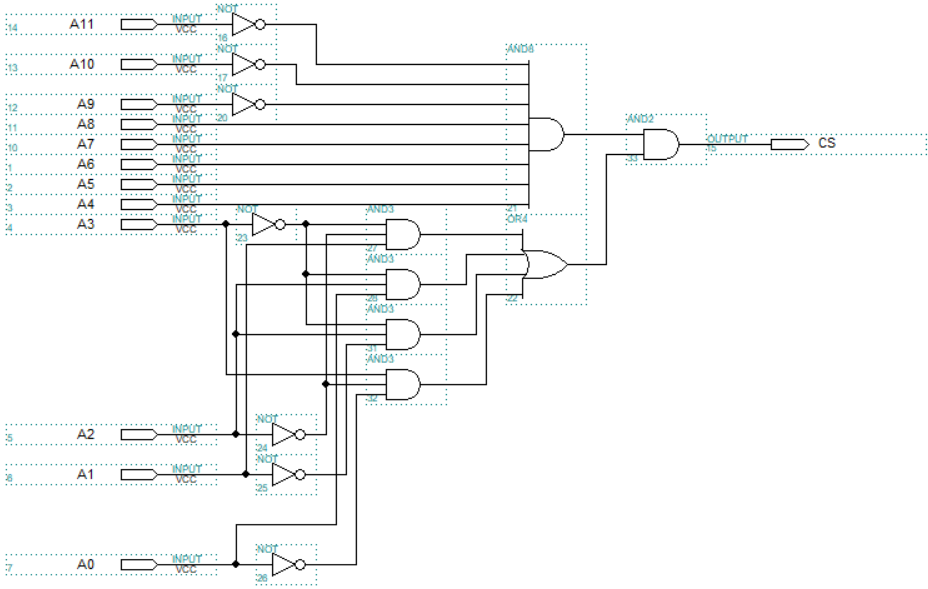 NOT
14 A11 INPUT VCC 16
NOT
AND8
13 A10 INPUT VCC 17
NOT
12 A9 INPUT VCC 20
11 A8 INPUT VCC
AND2
10 A7 INPUT VCC
33 OUTPUT 15 CS
1 A6 INPUT VCC
2 A5 INPUT VCC
3 A4 INPUT VCC 21
NOT AND3 OR4
4 A3 INPUT VCC
23 27
AND3
28 22
AND3
31
AND3
32
NOT
5 A2 INPUT VCC
24
NOT
6 A1 INPUT VCC
25
NOT
7 A0 INPUT VCC
26